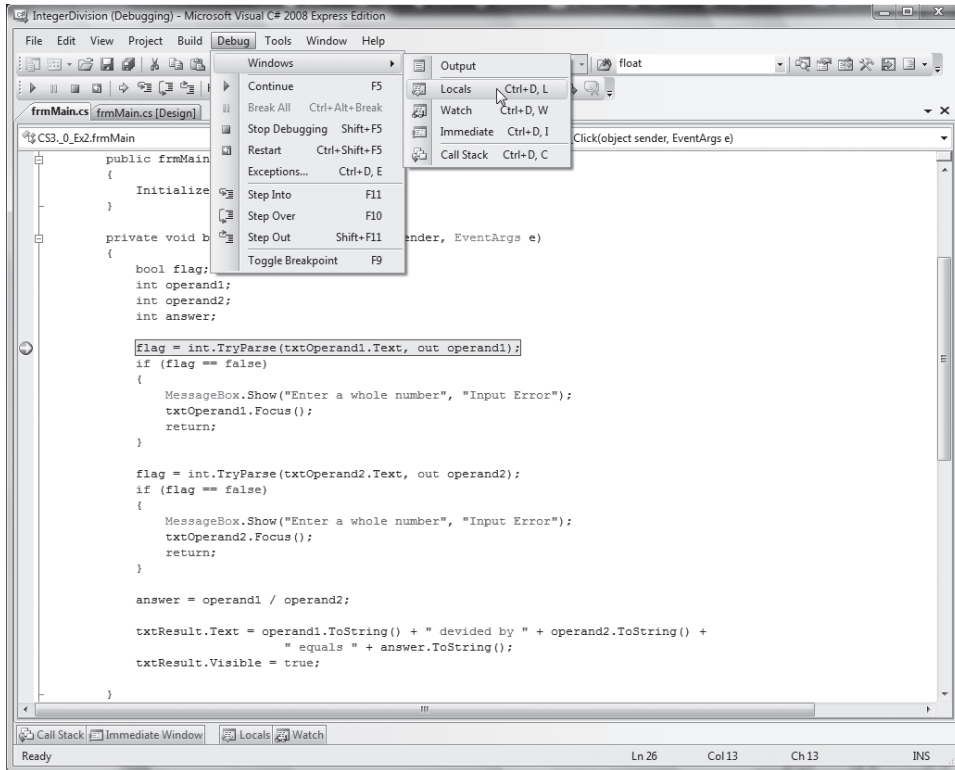 IntegerDivision (Debugging) - Microsoft Visual C# 2008 Express Edition
File Edit View Project Build Debug Tools Window Help
Windows
Continue F5
Break All Ctrl+Alt+Break
Stop Debugging Shift+F5
Restart Ctrl+Shift+F5
Exceptions... Ctrl+D, E
Step Into F11
Step Over F10
Step Out Shift+F11
Toggle Breakpoint F9
Output
Locals Ctrl+D, L
Watch Ctrl+D, W
Immediate Ctrl+D, I
Call Stack Ctrl+D, C
float
frmMain.cs frmMain.cs [Design]
CS3._0_Ex2.frmMain
_Click(object sender, EventArgs e)
public frmMain
{
Initialize
}
private void b ender, EventArgs e)
{
bool flag;
int operand1;
int operand2;
int answer;
flag = int.TryParse(txtOperand1.Text, out operand1);
if (flag == false)
{
MessageBox.Show("Enter a whole number", "Input Error");
txtOperand1.Focus();
return;
}
flag = int.TryParse(txtOperand2.Text, out operand2);
if (flag == false)
{
MessageBox.Show("Enter a whole number", "Input Error");
txtOperand2.Focus();
return;
}
answer = operand1 / operand2;
txtResult.Text = operand1.ToString() + " devided by " + operand2.ToString() +
" equals " + answer.ToString();
txtResult.Visible = true;
}
Call Stack Immediate Window Locals Watch
Ready Ln 26 Col 13 Ch 13 INS